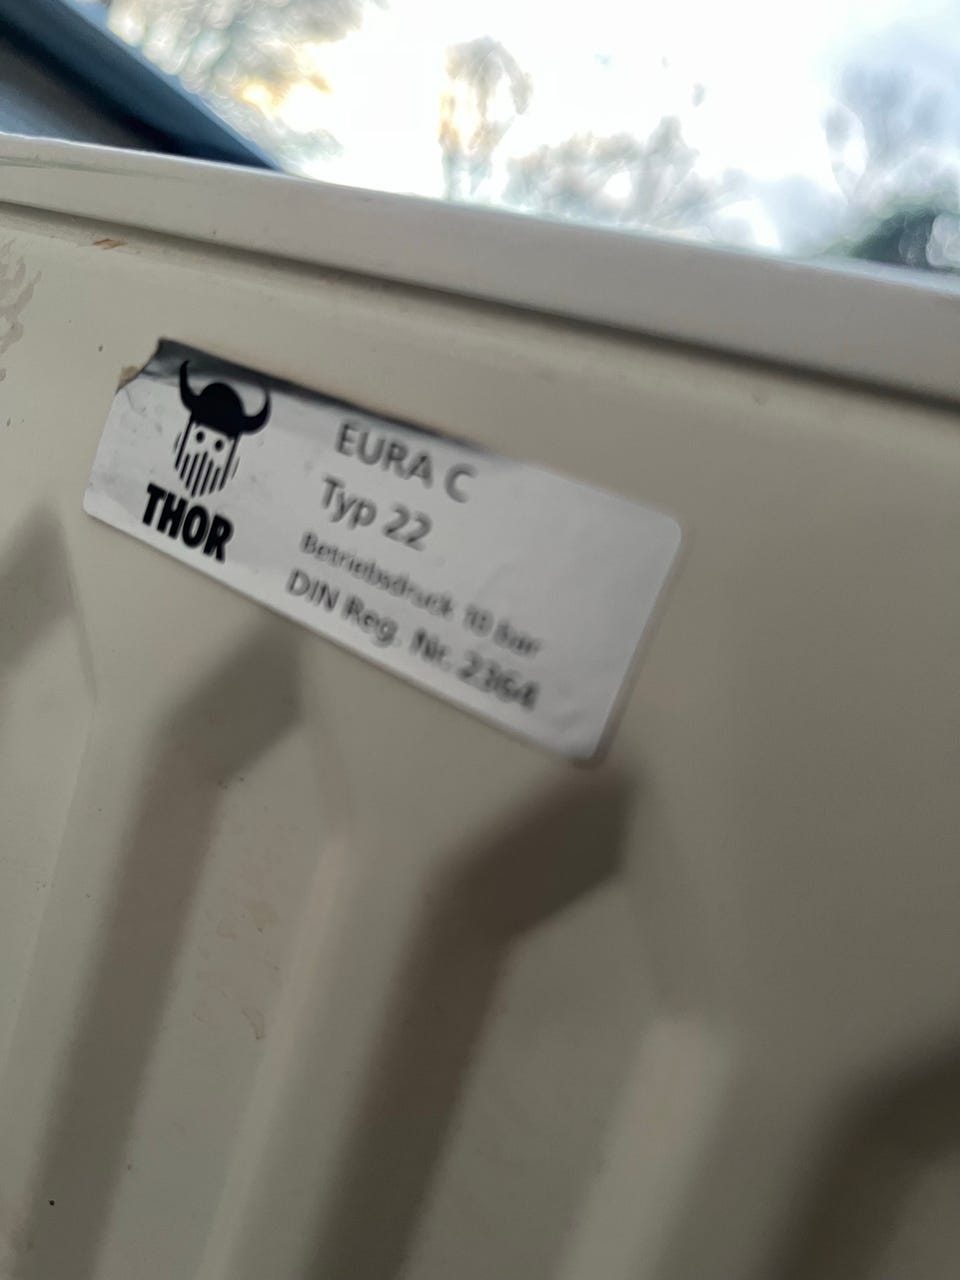 THOR
EURA C
Typ 22
Betriebsdruck 10 bar
DIN Reg. Nr. 2364